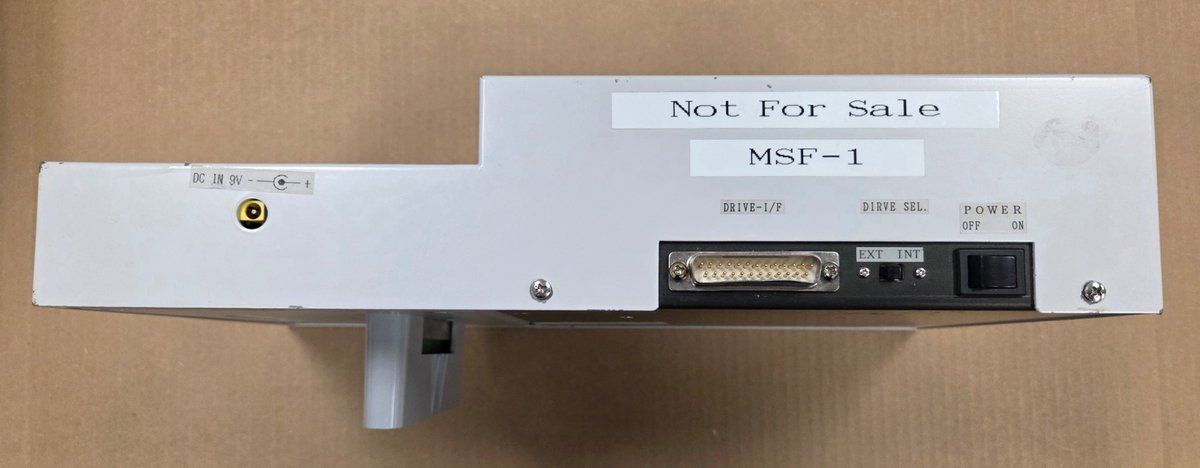 Not For Sale
MSF-1
DC IN 9V - +
DRIVE-I/F
DIRVE SEL.
POWER
OFF ON
EXT INT